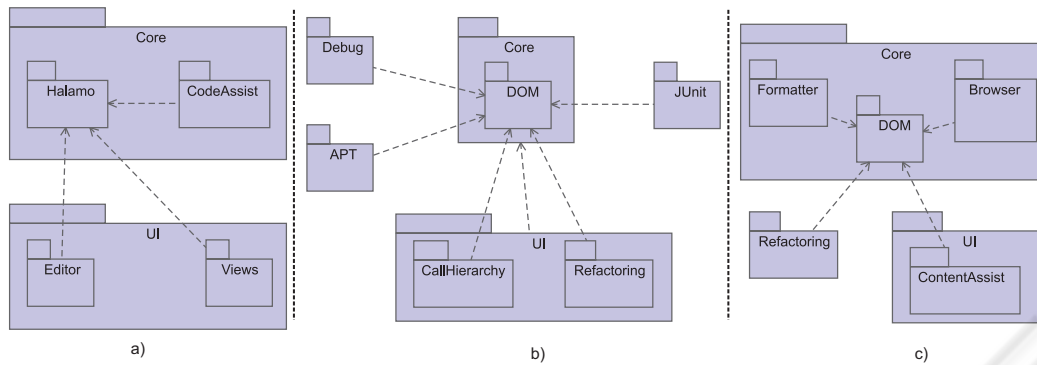 Core
Halamo
CodeAssist
UI
Editor
Views
a)
Debug
Core
DOM
JUnit
APT
UI
CallHierarchy
Refactoring
b)
Core
Formatter
Browser
DOM
Refactoring
UI
ContentAssist
c)